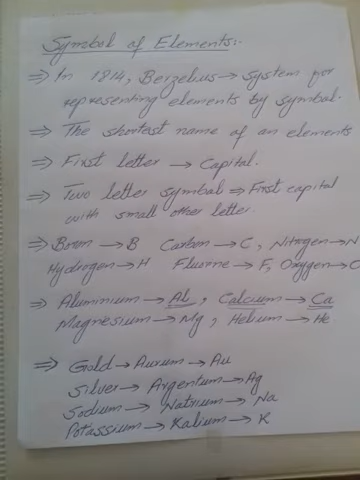 Symbol of Elements:-
⇒ In 1814, Berzelius → System for
representing elements by symbol.
⇒ The shortest name of an elements
⇒ First letter → Capital.
⇒ Two letter symbol ⇒ First capital
with small other letter.
⇒ Boron → B Carbon → C, Nitrogen → N
Hydrogen → H Fluorine → F, Oxygen → O
⇒ Aluminium → Al, Calcium → Ca
Magnesium → Mg, Helium → He
⇒ Gold → Aurum → Au
Silver → Argentum → Ag
Sodium → Natrium → Na
Potassium → Kalium → K